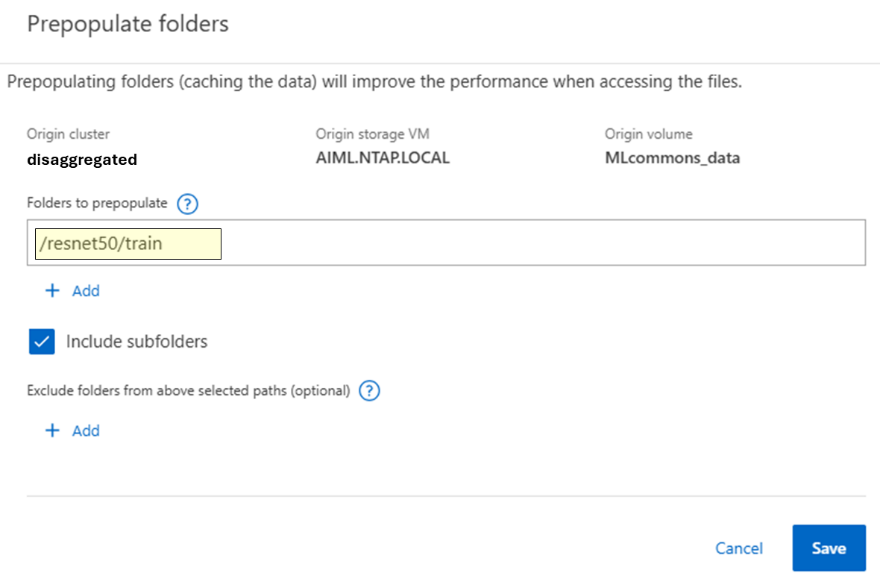 Prepopulate folders
Prepopulating folders (caching the data) will improve the performance when accessing the files.
Origin cluster
disaggregated
Origin storage VM
AIML.NTAP.LOCAL
Origin volume
MLcommons_data
Folders to prepopulate ?
/resnet50/train
+ Add
Include subfolders
Exclude folders from above selected paths (optional) ?
+ Add
Cancel
Save